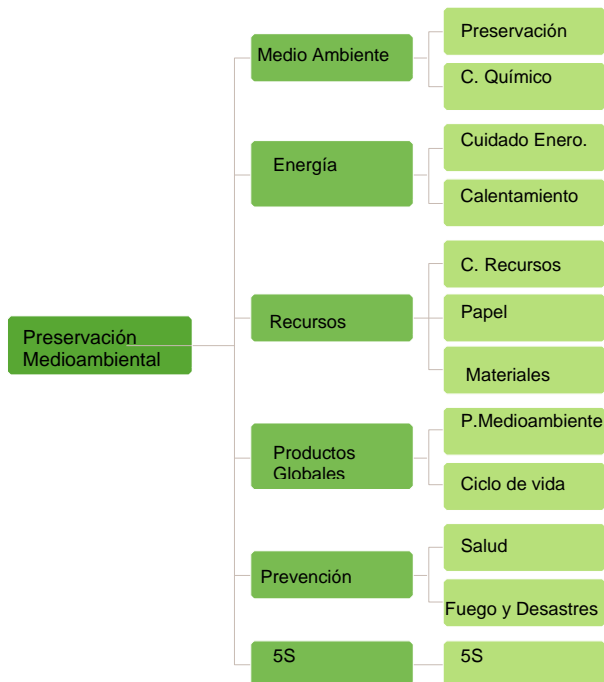 Preservación
Medioambiental
Medio Ambiente
Preservación
C. Químico
Energía
Cuidado Enero.
Calentamiento
Recursos
C. Recursos
Papel
Materiales
Productos
Globales
P.Medioambiente
Ciclo de vida
Prevención
Salud
Fuego y Desastres
5S
5S